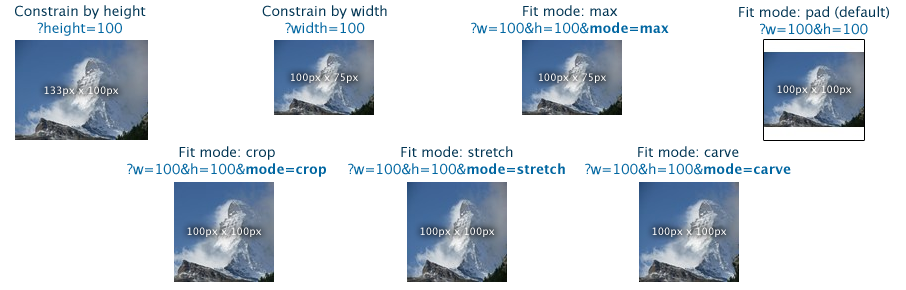 Constrain by height
?height=100
133px x 100px
Constrain by width
?width=100
100px x 75px
Fit mode: max
?w=100&h=100&mode=max
100px x 75px
Fit mode: pad (default)
?w=100&h=100
100px x 100px
Fit mode: crop
?w=100&h=100&mode=crop
100px x 100px
Fit mode: stretch
?w=100&h=100&mode=stretch
100px x 100px
Fit mode: carve
?w=100&h=100&mode=carve
100px x 100px